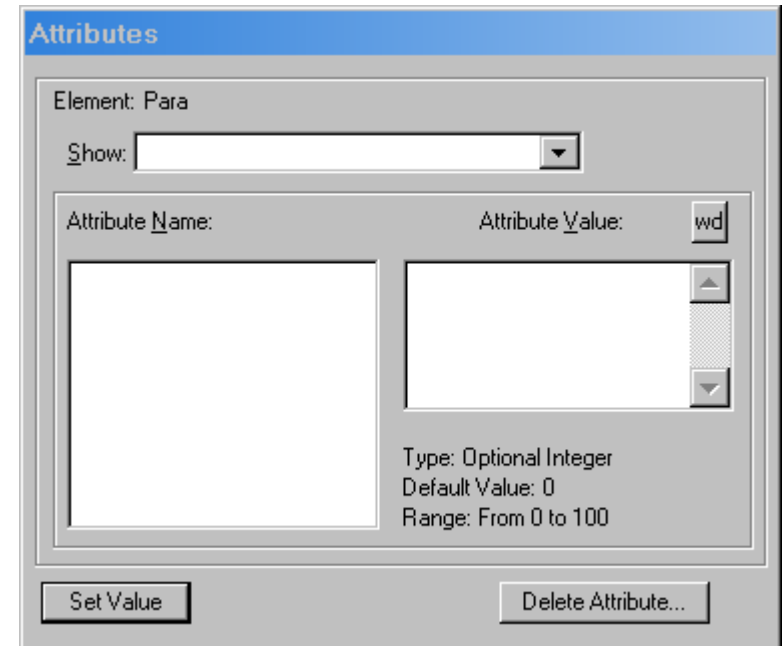 Attributes
Element: Para
Show:
Attribute Name:
Attribute Value:
wd
Type: Optional Integer
Default Value: 0
Range: From 0 to 100
Set Value
Delete Attribute...